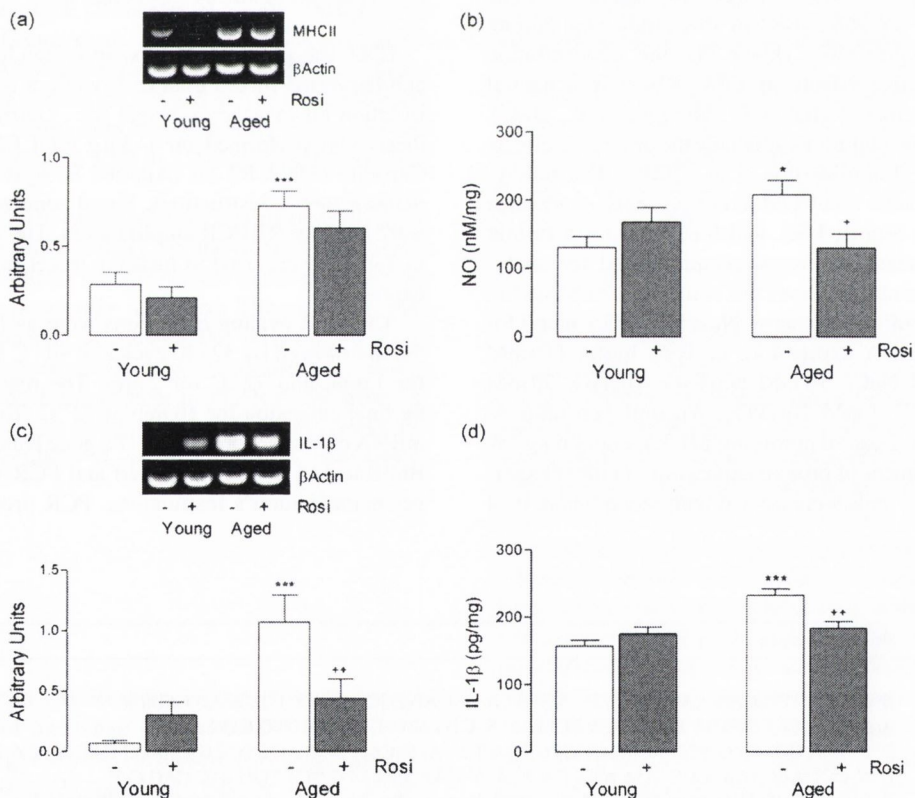 (a)
MHCII
βActin
- + - + Rosi
Young Aged
Arbitrary Units
1.0
0.5
0.0
***
- + - + Rosi
Young Aged
(b)
NO (nM/mg)
300
200
100
0
*
+
- + - + Rosi
Young Aged
(c)
IL-1β
βActin
- + - + Rosi
Young Aged
Arbitrary Units
1.5
1.0
0.5
0.0
***
++
- + - + Rosi
Young Aged
(d)
IL-1β (pg/mg)
300
200
100
0
***
++
- + - + Rosi
Young Aged